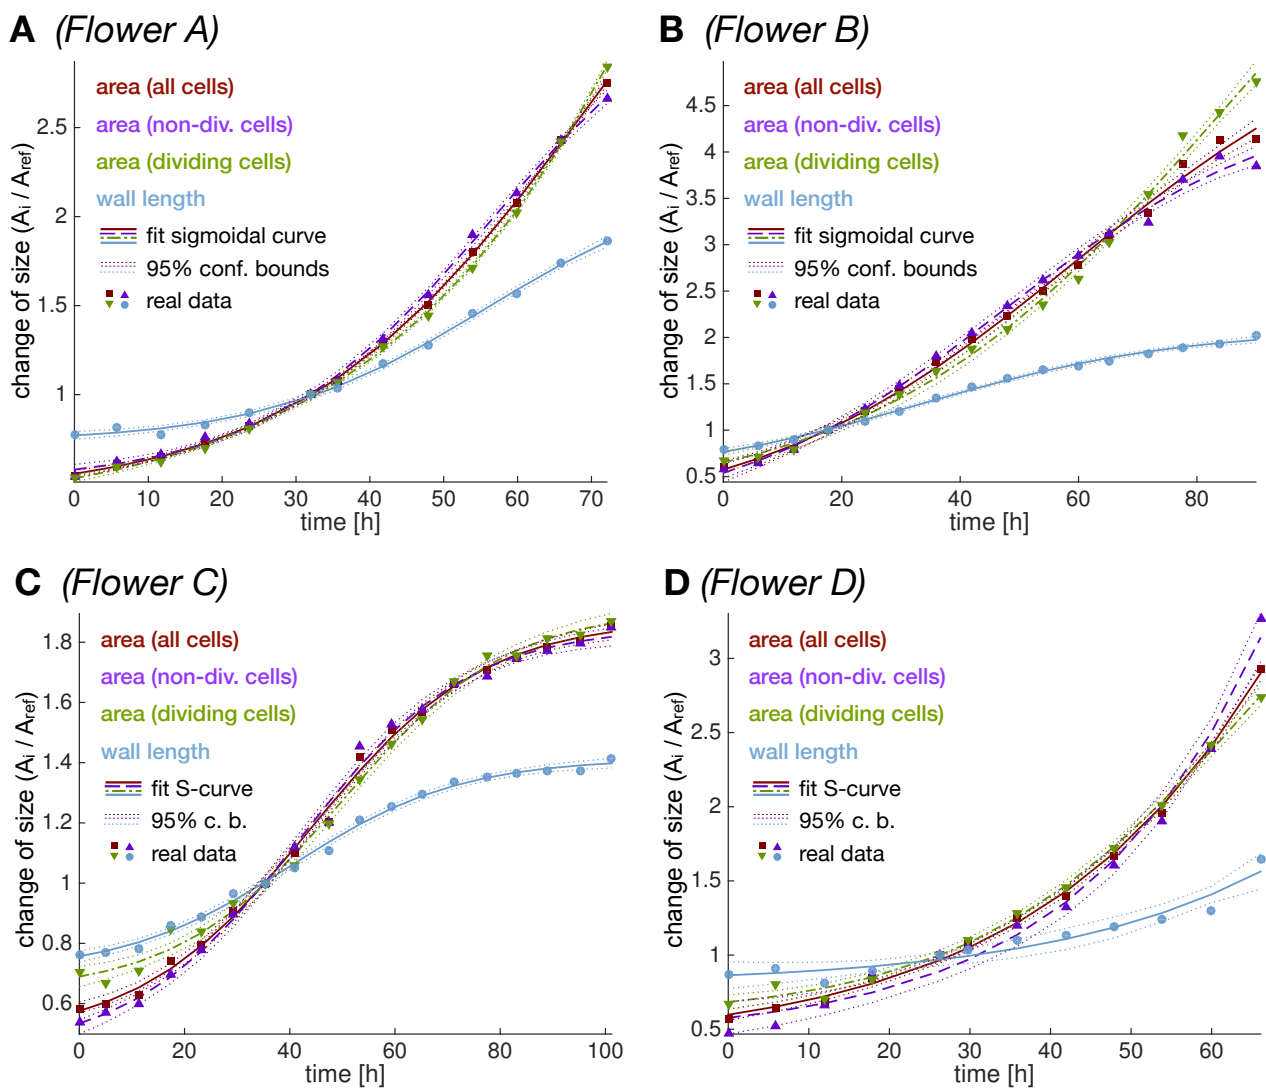 A (Flower A)
change of size (Ai / Aref)
2.5
2
1.5
1
area (all cells)
area (non-div. cells)
area (dividing cells)
wall length
fit sigmoidal curve
95% conf. bounds
real data
0 10 20 30 40 50 60 70
time [h]
B (Flower B)
change of size (Ai / Aref)
4.5
4
3.5
3
2.5
2
1.5
1
0.5
area (all cells)
area (non-div. cells)
area (dividing cells)
wall length
fit sigmoidal curve
95% conf. bounds
real data
0 20 40 60 80
time [h]
C (Flower C)
change of size (Ai / Aref)
1.8
1.6
1.4
1.2
1
0.8
0.6
area (all cells)
area (non-div. cells)
area (dividing cells)
wall length
fit S-curve
95% c. b.
real data
0 20 40 60 80 100
time [h]
D (Flower D)
change of size (Ai / Aref)
3
2.5
2
1.5
1
0.5
area (all cells)
area (non-div. cells)
area (dividing cells)
wall length
fit S-curve
95% c. b.
real data
0 10 20 30 40 50 60
time [h]